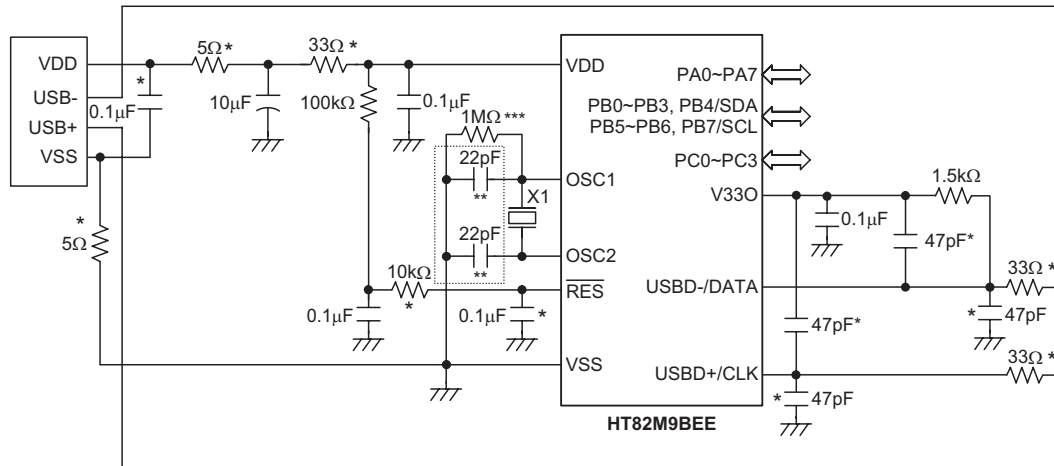 5Ω*
33Ω *
VDD
VDD
PA0~PA7
USB-
*
0.1μF
10μF
100kΩ
0.1μF
PB0~PB3, PB4/SDA
PB5~PB6, PB7/SCL
USB+
1MΩ ***
VSS
22pF
**
OSC1
PC0~PC3
X1
V33O
1.5kΩ
0.1μF
47pF*
*
5Ω
22pF
**
OSC2
10kΩ
*
RES
USBD-/DATA
33Ω *
0.1μF
0.1μF
*
47pF*
*
47pF
33Ω *
VSS
USBD+/CLK
*
47pF
HT82M9BEE